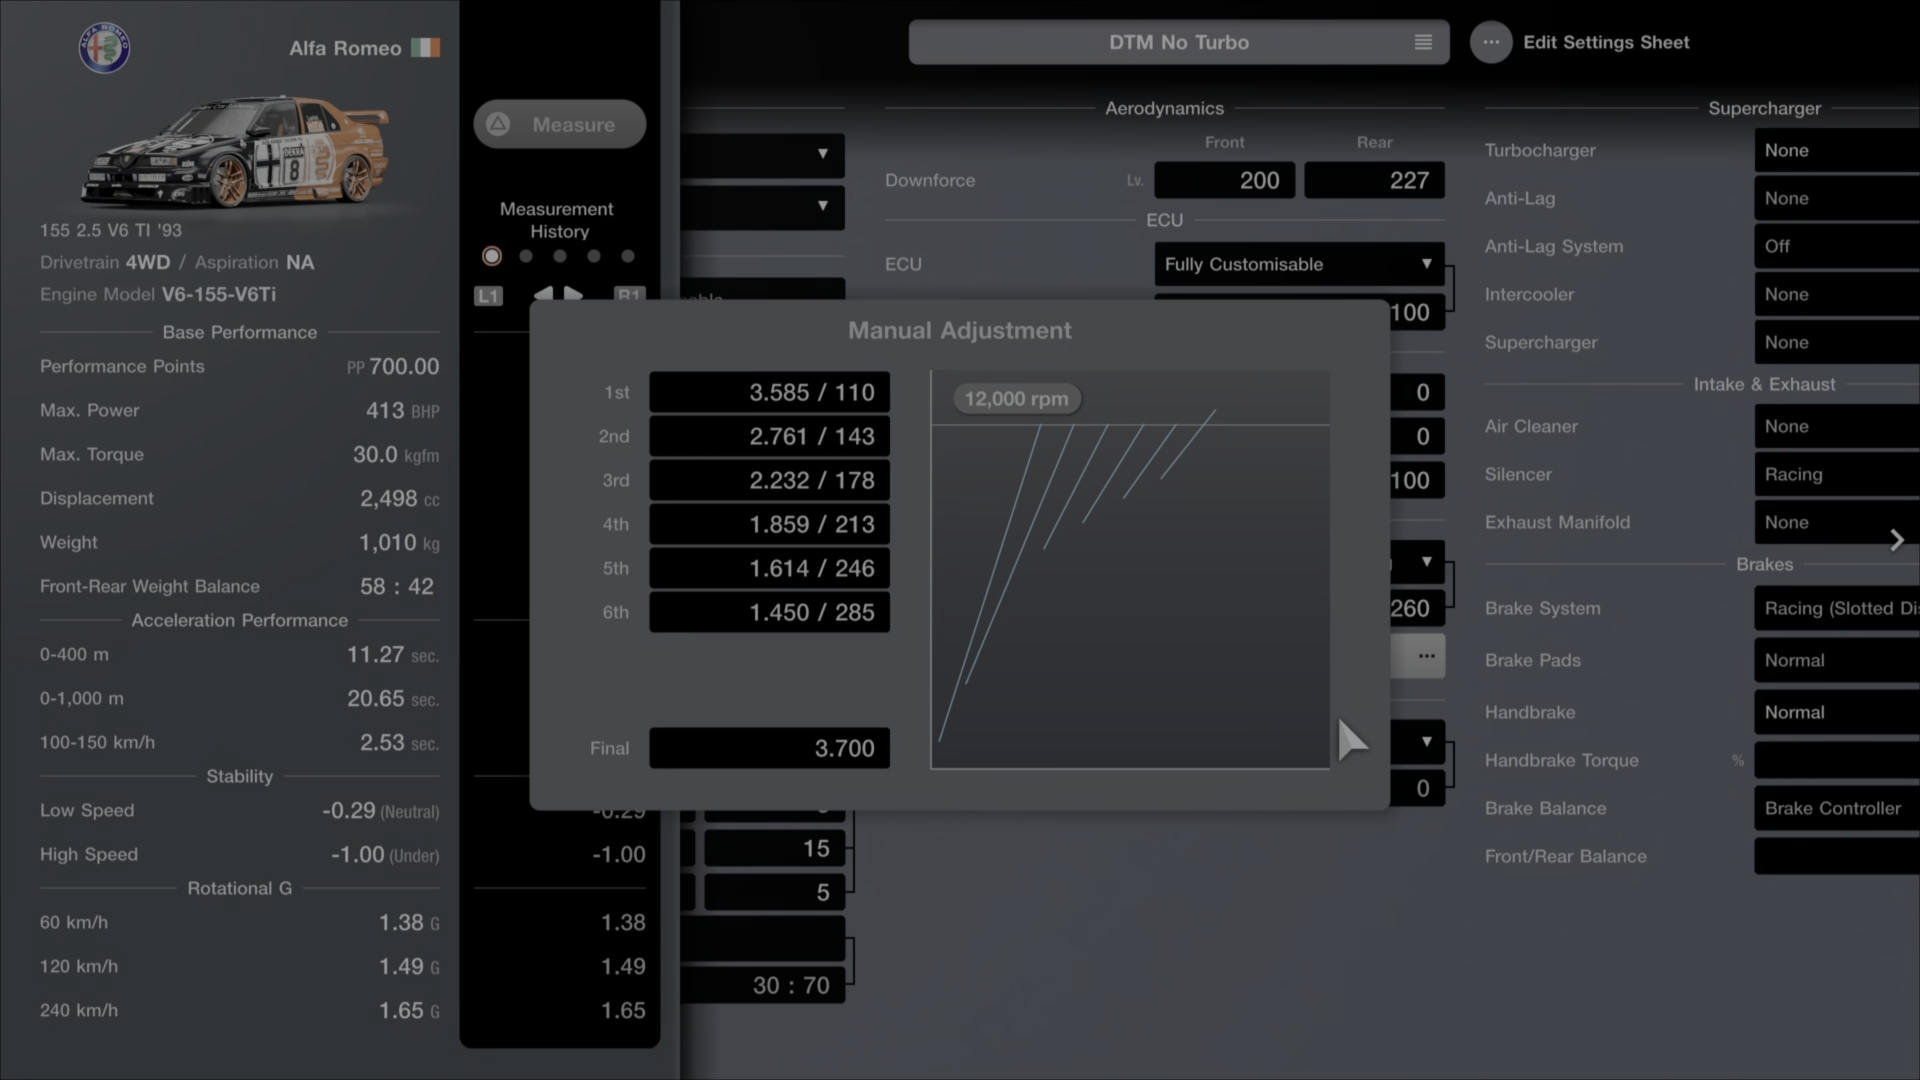 Alfa Romeo
155 2.5 V6 TI '93
Drivetrain 4WD / Aspiration NA
Engine Model V6-155-V6Ti
Base Performance
Performance Points PP 700.00
Max. Power 413 BHP
Max. Torque 30.0 kgfm
Displacement 2,498 cc
Weight 1,010 kg
Front-Rear Weight Balance 58 : 42
Acceleration Performance
0-400 m 11.27 sec.
0-1,000 m 20.65 sec.
100-150 km/h 2.53 sec.
Stability
Low Speed -0.29 (Neutral)
High Speed -1.00 (Under)
Rotational G
60 km/h 1.38 G
120 km/h 1.49 G
240 km/h 1.65 G
Measure
Measurement
History
L1 R1
-0.29
-1.00
1.38
1.49
1.65
15
5
30 : 70
DTM No Turbo
Edit Settings Sheet
Aerodynamics
Front Rear
Downforce Lv. 200 227
ECU
ECU Fully Customisable
100
0
0
100
260
0
Manual Adjustment
1st 3.585 / 110
2nd 2.761 / 143
3rd 2.232 / 178
4th 1.859 / 213
5th 1.614 / 246
6th 1.450 / 285
Final 3.700
12,000 rpm
Supercharger
Turbocharger None
Anti-Lag None
Anti-Lag System Off
Intercooler None
Supercharger None
Intake & Exhaust
Air Cleaner None
Silencer Racing
Exhaust Manifold None
Brakes
Brake System Racing (Slotted Dis
Brake Pads Normal
Handbrake Normal
Handbrake Torque %
Brake Balance Brake Controller
Front/Rear Balance